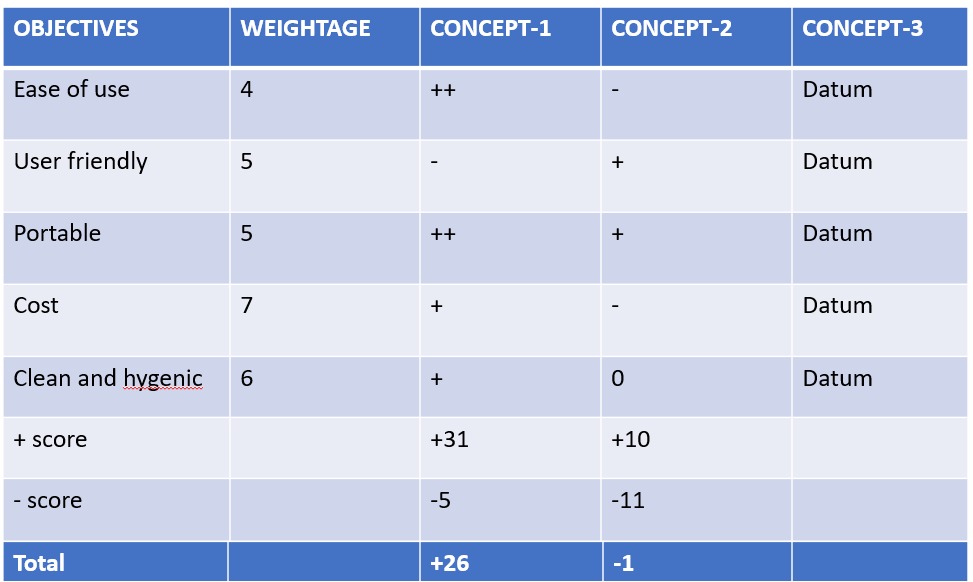 OBJECTIVES WEIGHTAGE CONCEPT-1 CONCEPT-2 CONCEPT-3
Ease of use 4 ++ - Datum
User friendly 5 - + Datum
Portable 5 ++ + Datum
Cost 7 + - Datum
Clean and hygenic 6 + 0 Datum
+ score +31 +10
- score -5 -11
Total +26 -1